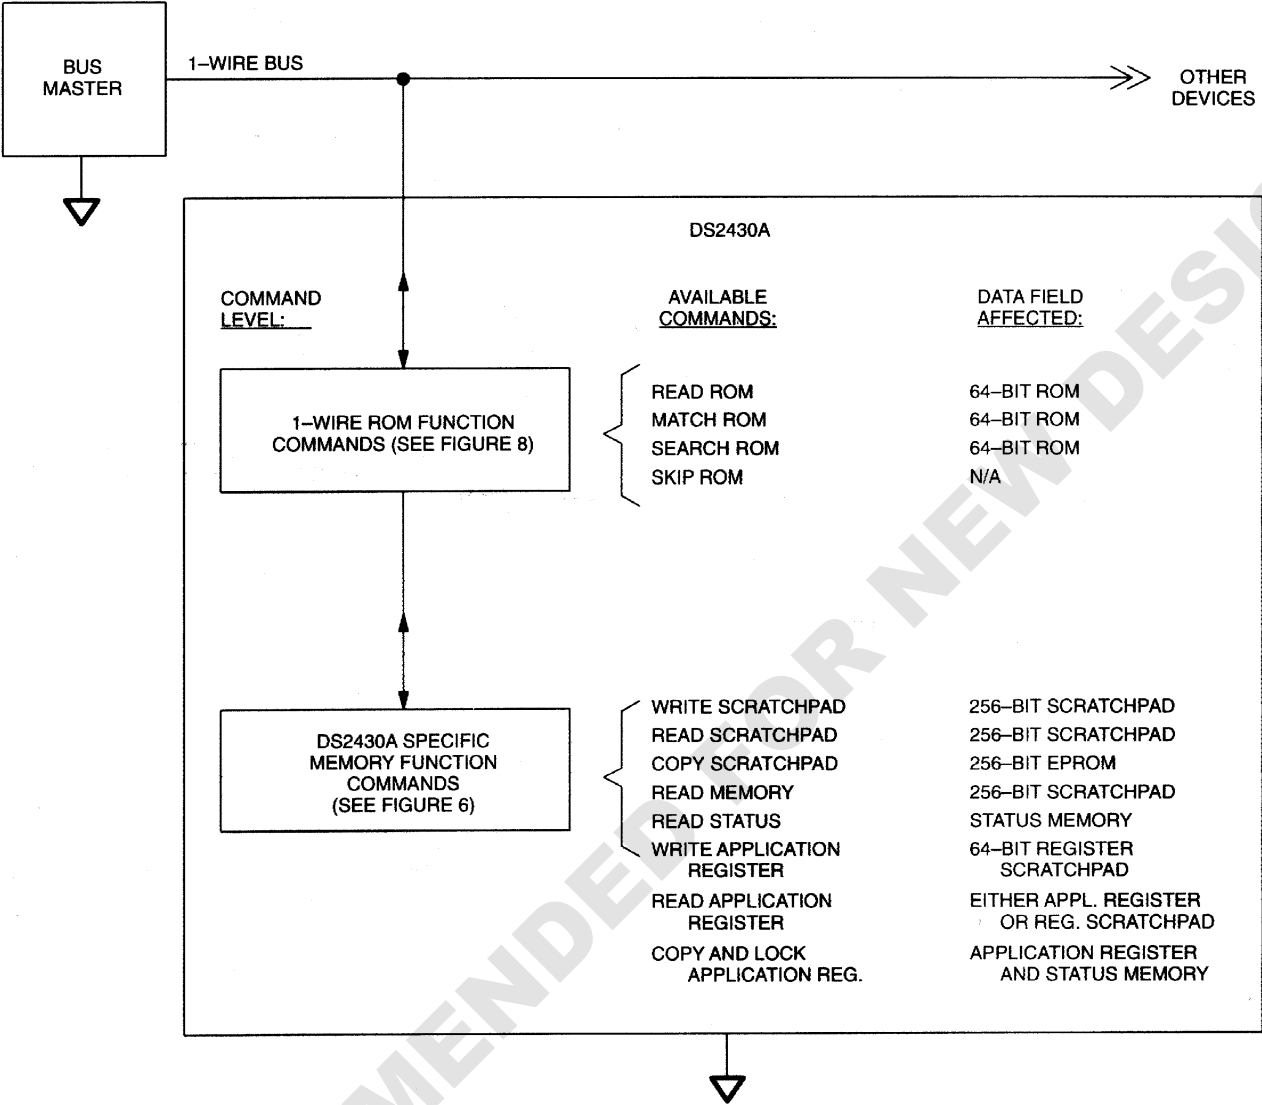 BUS
MASTER
1–WIRE BUS
OTHER
DEVICES
DS2430A
COMMAND
LEVEL:
AVAILABLE
COMMANDS:
DATA FIELD
AFFECTED:
1–WIRE ROM FUNCTION
COMMANDS (SEE FIGURE 8)
READ ROM 64–BIT ROM
MATCH ROM 64–BIT ROM
SEARCH ROM 64–BIT ROM
SKIP ROM N/A
DS2430A SPECIFIC
MEMORY FUNCTION
COMMANDS
(SEE FIGURE 6)
WRITE SCRATCHPAD 256–BIT SCRATCHPAD
READ SCRATCHPAD 256–BIT SCRATCHPAD
COPY SCRATCHPAD 256–BIT EPROM
READ MEMORY 256–BIT SCRATCHPAD
READ STATUS STATUS MEMORY
WRITE APPLICATION 64–BIT REGISTER
REGISTER SCRATCHPAD
READ APPLICATION EITHER APPL. REGISTER
REGISTER OR REG. SCRATCHPAD
COPY AND LOCK APPLICATION REGISTER
APPLICATION REG. AND STATUS MEMORY
MENDED FOR NEW DESIG